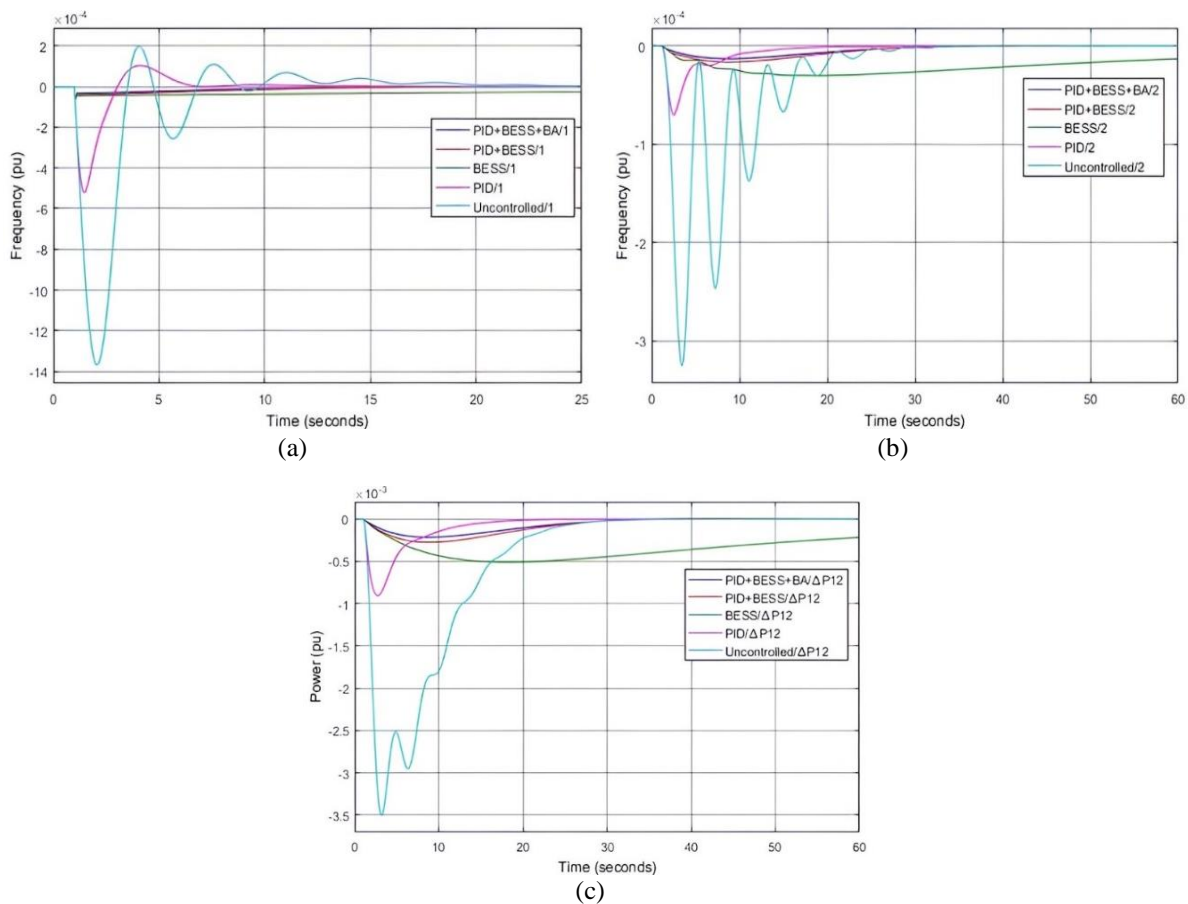 ×10⁻⁴
2
0
-2
-4
-6
-8
-10
-12
-14
0
5
10
15
20
25
Frequency (pu)
Time (seconds)
PID+BESS+BA/1
PID+BESS/1
BESS/1
PID/1
Uncontrolled/1
(a)
×10⁻⁴
0
-1
-2
-3
0
10
20
30
40
50
60
Frequency (pu)
Time (seconds)
PID+BESS+BA/2
PID+BESS/2
BESS/2
PID/2
Uncontrolled/2
(b)
×10⁻³
0
-0.5
-1
-1.5
-2
-2.5
-3
-3.5
0
10
20
30
40
50
60
Power (pu)
Time (seconds)
PID+BESS+BA/ΔP12
PID+BESS/ΔP12
BESS/ΔP12
PID/ΔP12
Uncontrolled/ΔP12
(c)